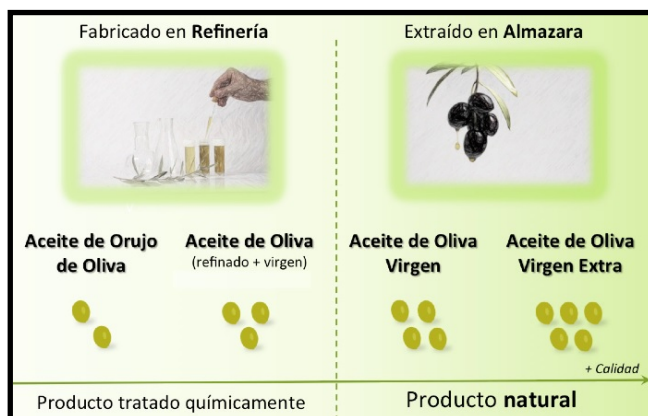 Fabricado en Refinería
Extraído en Almazara
Aceite de Orujo
de Oliva
Aceite de Oliva
(refinado + virgen)
Aceite de Oliva
Virgen
Aceite de Oliva
Virgen Extra
+ Calidad
Producto tratado químicamente
Producto natural